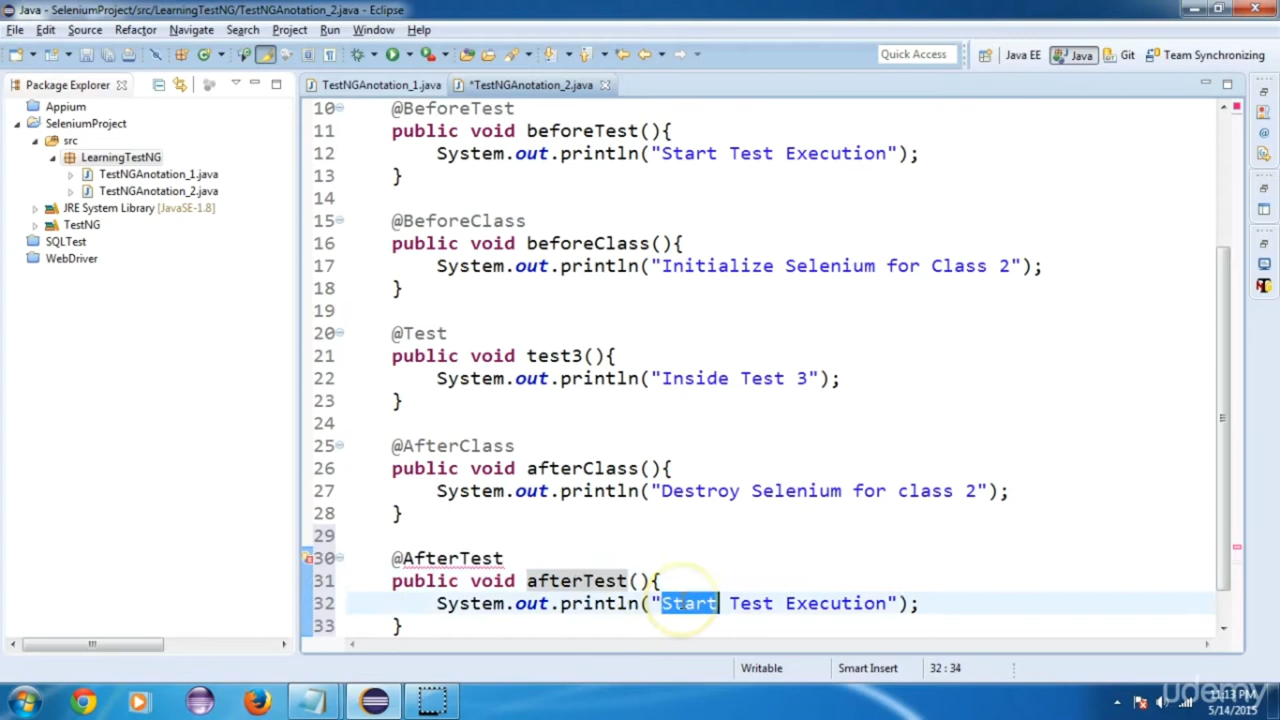 Java - SeleniumProject/src/LearningTestNG/TestNGAnotation_2.java - Eclipse
File Edit Source Refactor Navigate Search Project Run Window Help
Quick Access Java EE Java Git Team Synchronizing
Package Explorer
Appium
SeleniumProject
src
LearningTestNG
TestNGAnotation_1.java
TestNGAnotation_2.java
JRE System Library [JavaSE-1.8]
TestNG
SQLTest
WebDriver
TestNGAnotation_1.java *TestNGAnotation_2.java
10 @BeforeTest
11 public void beforeTest(){
12 System.out.println("Start Test Execution");
13 }
14
15 @BeforeClass
16 public void beforeClass(){
17 System.out.println("Initialize Selenium for Class 2");
18 }
19
20 @Test
21 public void test3(){
22 System.out.println("Inside Test 3");
23 }
24
25 @AfterClass
26 public void afterClass(){
27 System.out.println("Destroy Selenium for class 2");
28 }
29
30 @AfterTest
31 public void afterTest(){
32 System.out.println("Start Test Execution");
33 }
Writable Smart Insert 32 : 34
udemy
11:13 PM
5/14/2015